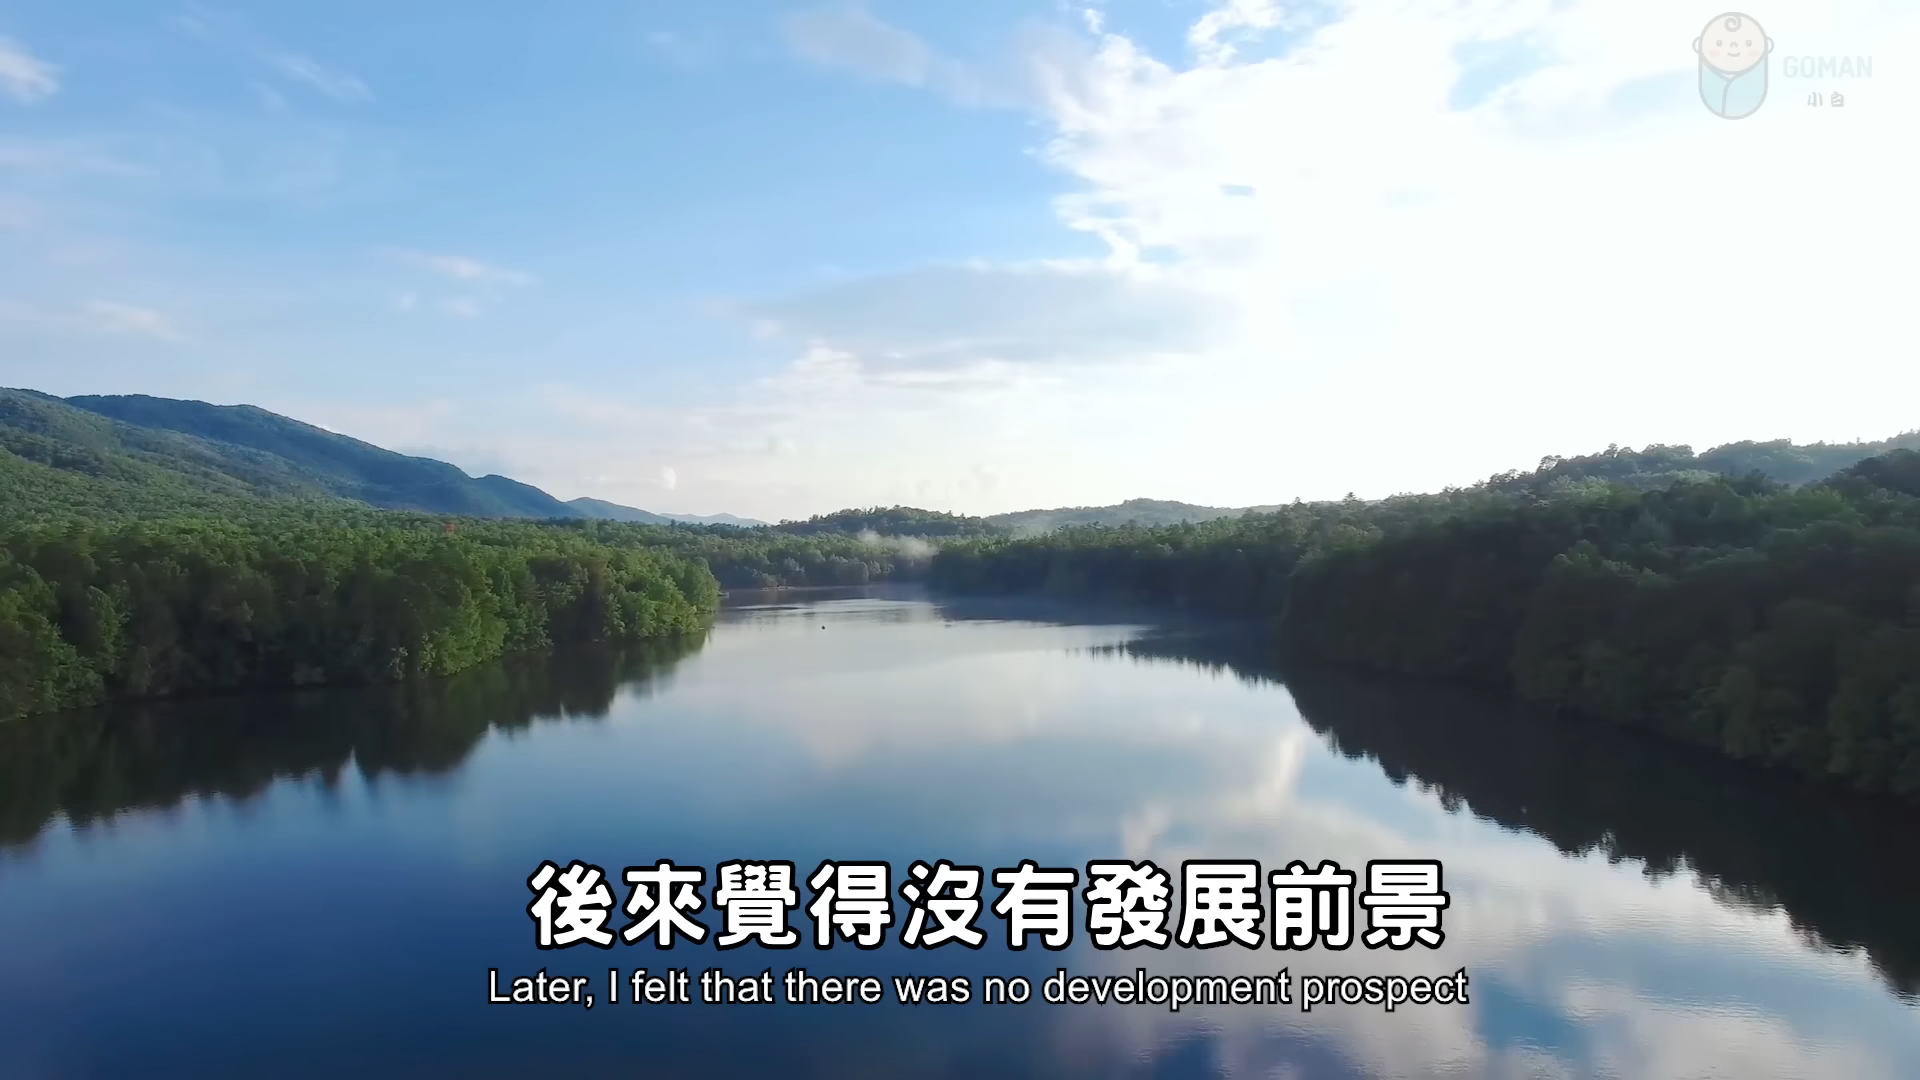 GOMAN
小白
後來覺得沒有發展前景
Later, I felt that there was no development prospect